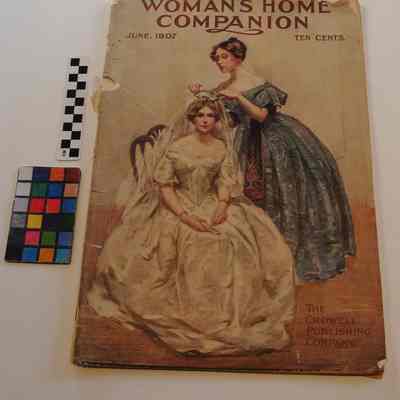 WOMAN'S HOME
COMPANION
JUNE, 1907
TEN CENTS
THE
CROWELL
PUBLISHING
COMPANY